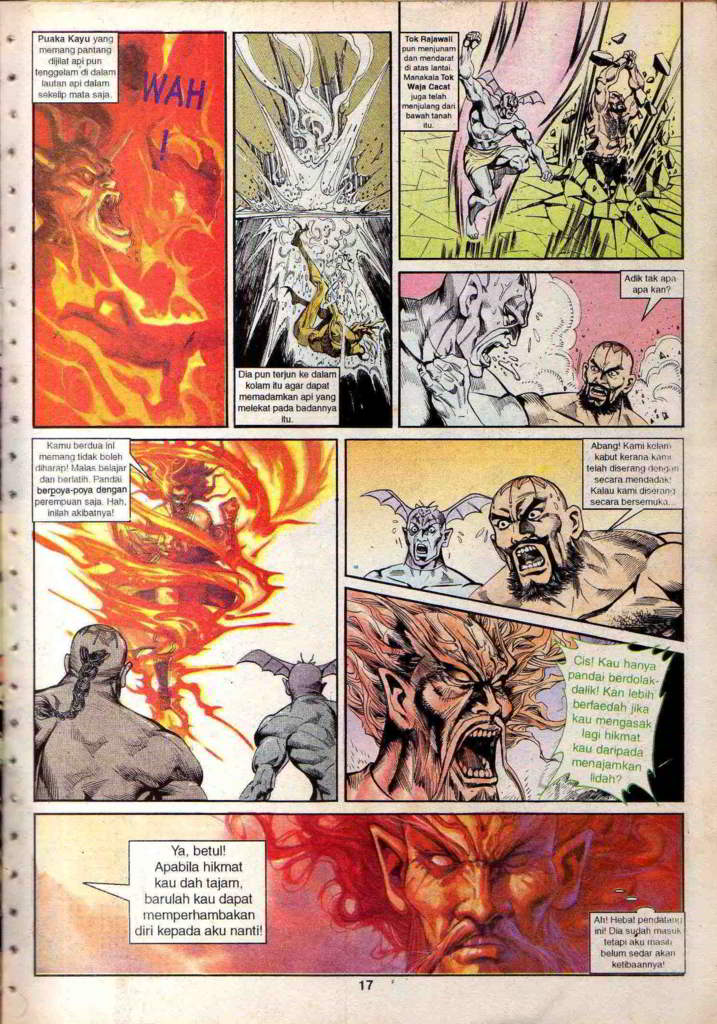 Puaka Kayu yang
memang pantang
dijilat api pun
tenggelam di dalam
lautan api dalam
sekelip mata saja.
WAH
!
Dia pun terjun ke dalam
kolam itu agar dapat
memadamkan api yang
melekat pada badannya
itu.
Tok Rajawali
pun menjunam
dan mendarat
di atas lantai.
Manakala Tok
Waja Cacat
juga telah
menjulang dari
bawah tanah
itu.
Adik tak apa-
apa kan?
Kamu berdua ini
memang tidak boleh
diharap! Malas belajar
dan berlatih. Pandai
berpoya-poya dengan
perempuan saja. Hah,
inilah akibatnya!
Abang! Kami kelam
kabut kerana kami
telah diserang dengan
secara mendadak!
Kalau kami diserang
secara bersemuka...
Cis! Kau hanya
pandai berdolak-
dalik! Kan lebih
berfaedah jika
kau mengasak
lagi hikmat
kau daripada
menajamkan
lidah?
Ya, betul!
Apabila hikmat
kau dah tajam,
barulah kau dapat
memperhambakan
diri kepada aku nanti!
Ah! Hebat pendatang
ini! Dia sudah masuk
tetapi aku masih
belum sedar akan
ketibaannya!
17